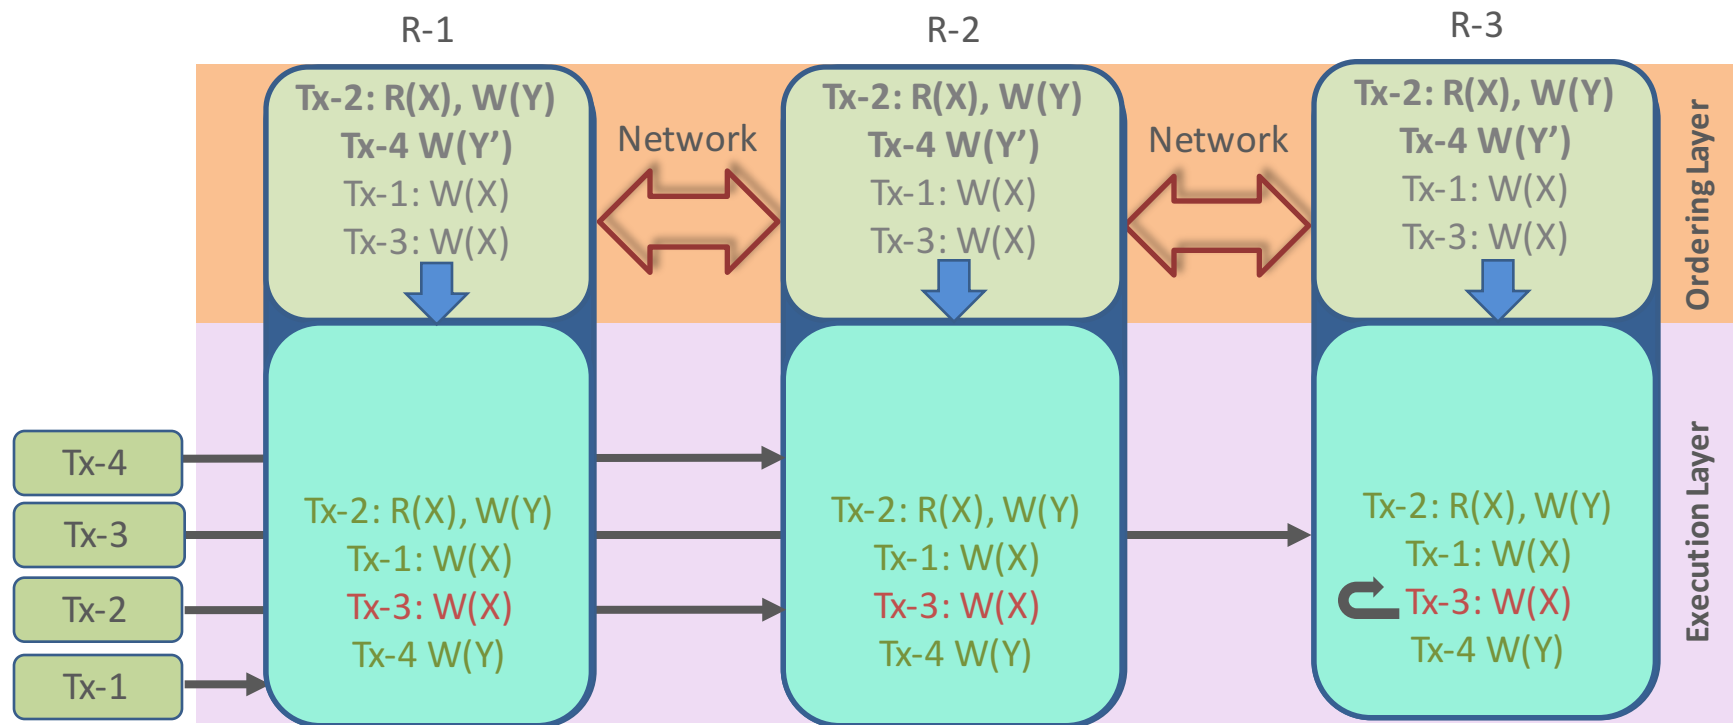 R-1
R-2
R-3
Tx-2: R(X), W(Y)
Tx-4 W(Y’)
Tx-1: W(X)
Tx-3: W(X)
Network
Tx-2: R(X), W(Y)
Tx-4 W(Y’)
Tx-1: W(X)
Tx-3: W(X)
Network
Tx-2: R(X), W(Y)
Tx-4 W(Y’)
Tx-1: W(X)
Tx-3: W(X)
Ordering Layer
Tx-4
Tx-3
Tx-2
Tx-1
Tx-2: R(X), W(Y)
Tx-1: W(X)
Tx-3: W(X)
Tx-4 W(Y)
Tx-2: R(X), W(Y)
Tx-1: W(X)
Tx-3: W(X)
Tx-4 W(Y)
Tx-2: R(X), W(Y)
Tx-1: W(X)
Tx-3: W(X)
Tx-4 W(Y)
Execution Layer